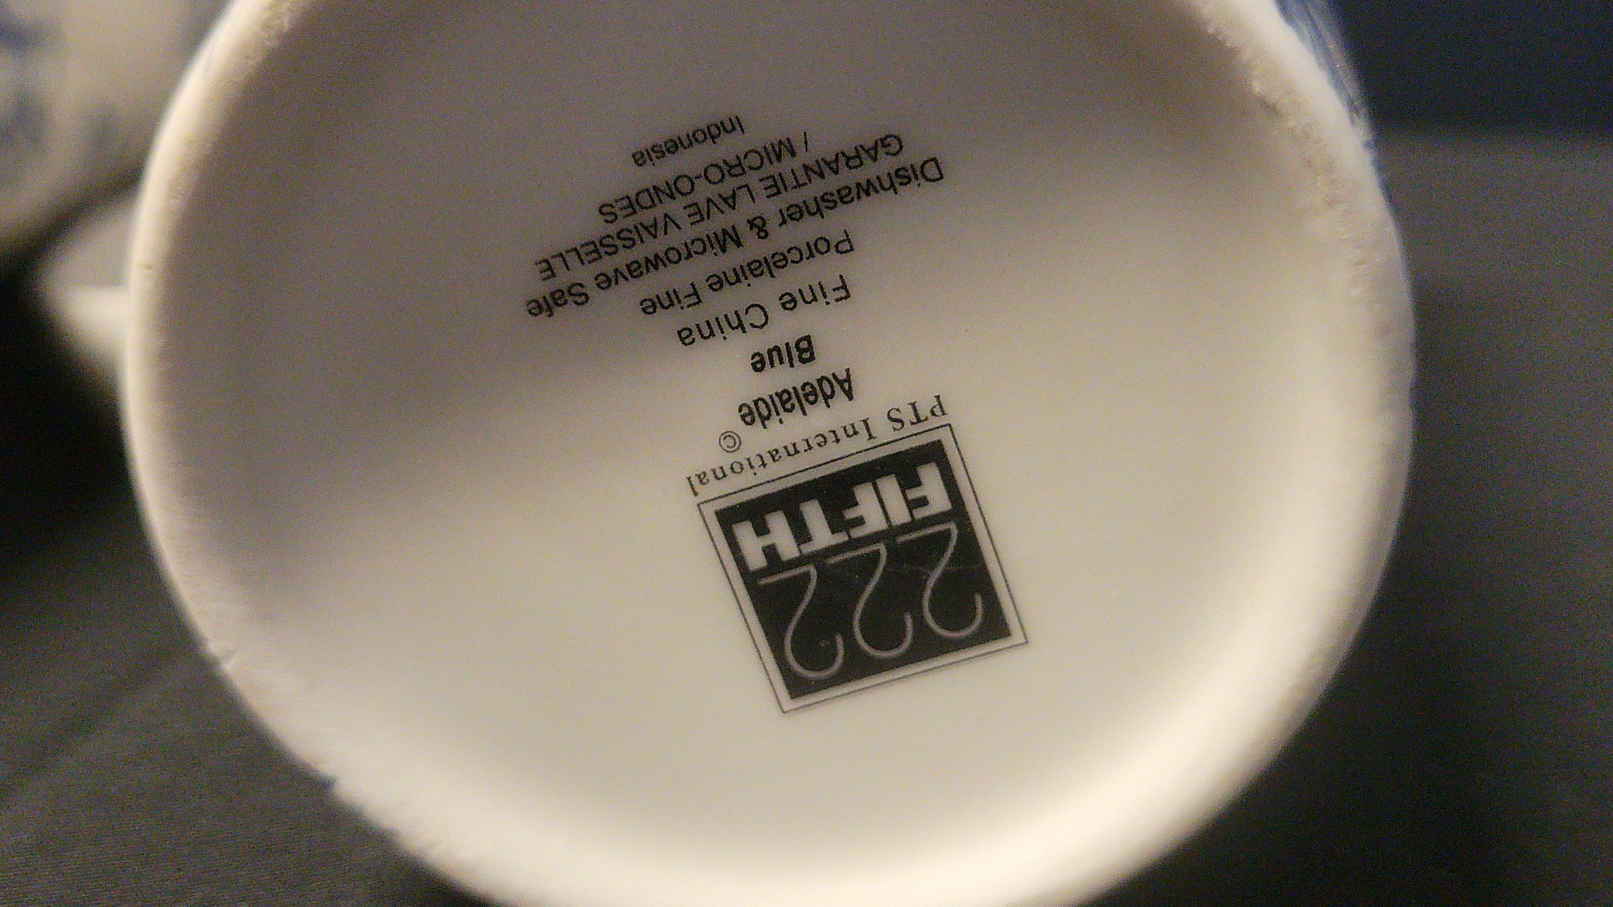 222
FIFTH
PTS International
©
Adelaide
Blue
Fine China
Porcelaine Fine
Dishwasher & Microwave Safe
GARANTIE LAVE VAISSELLE
/ MICRO-ONDES
Indonesia